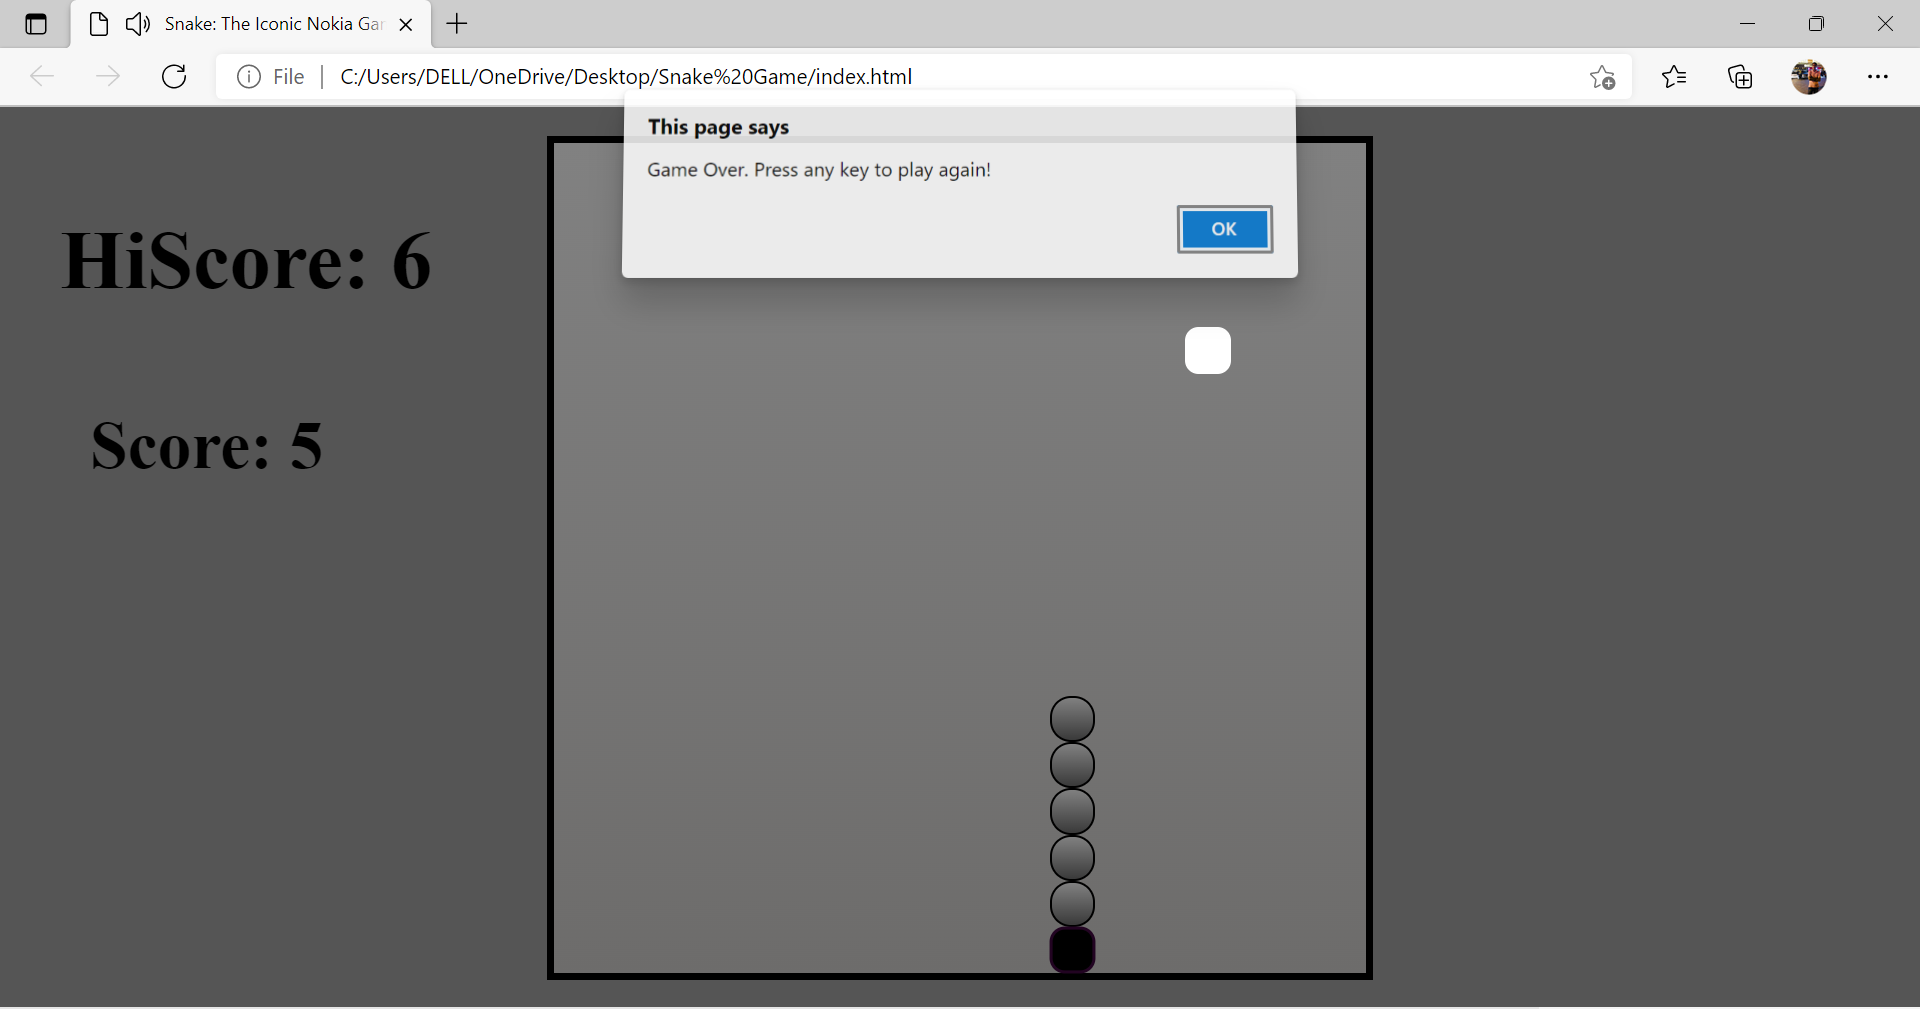 Snake: The Iconic Nokia Gar
File
C:/Users/DELL/OneDrive/Desktop/Snake%20Game/index.html
This page says
Game Over. Press any key to play again!
OK
HiScore: 6
Score: 5